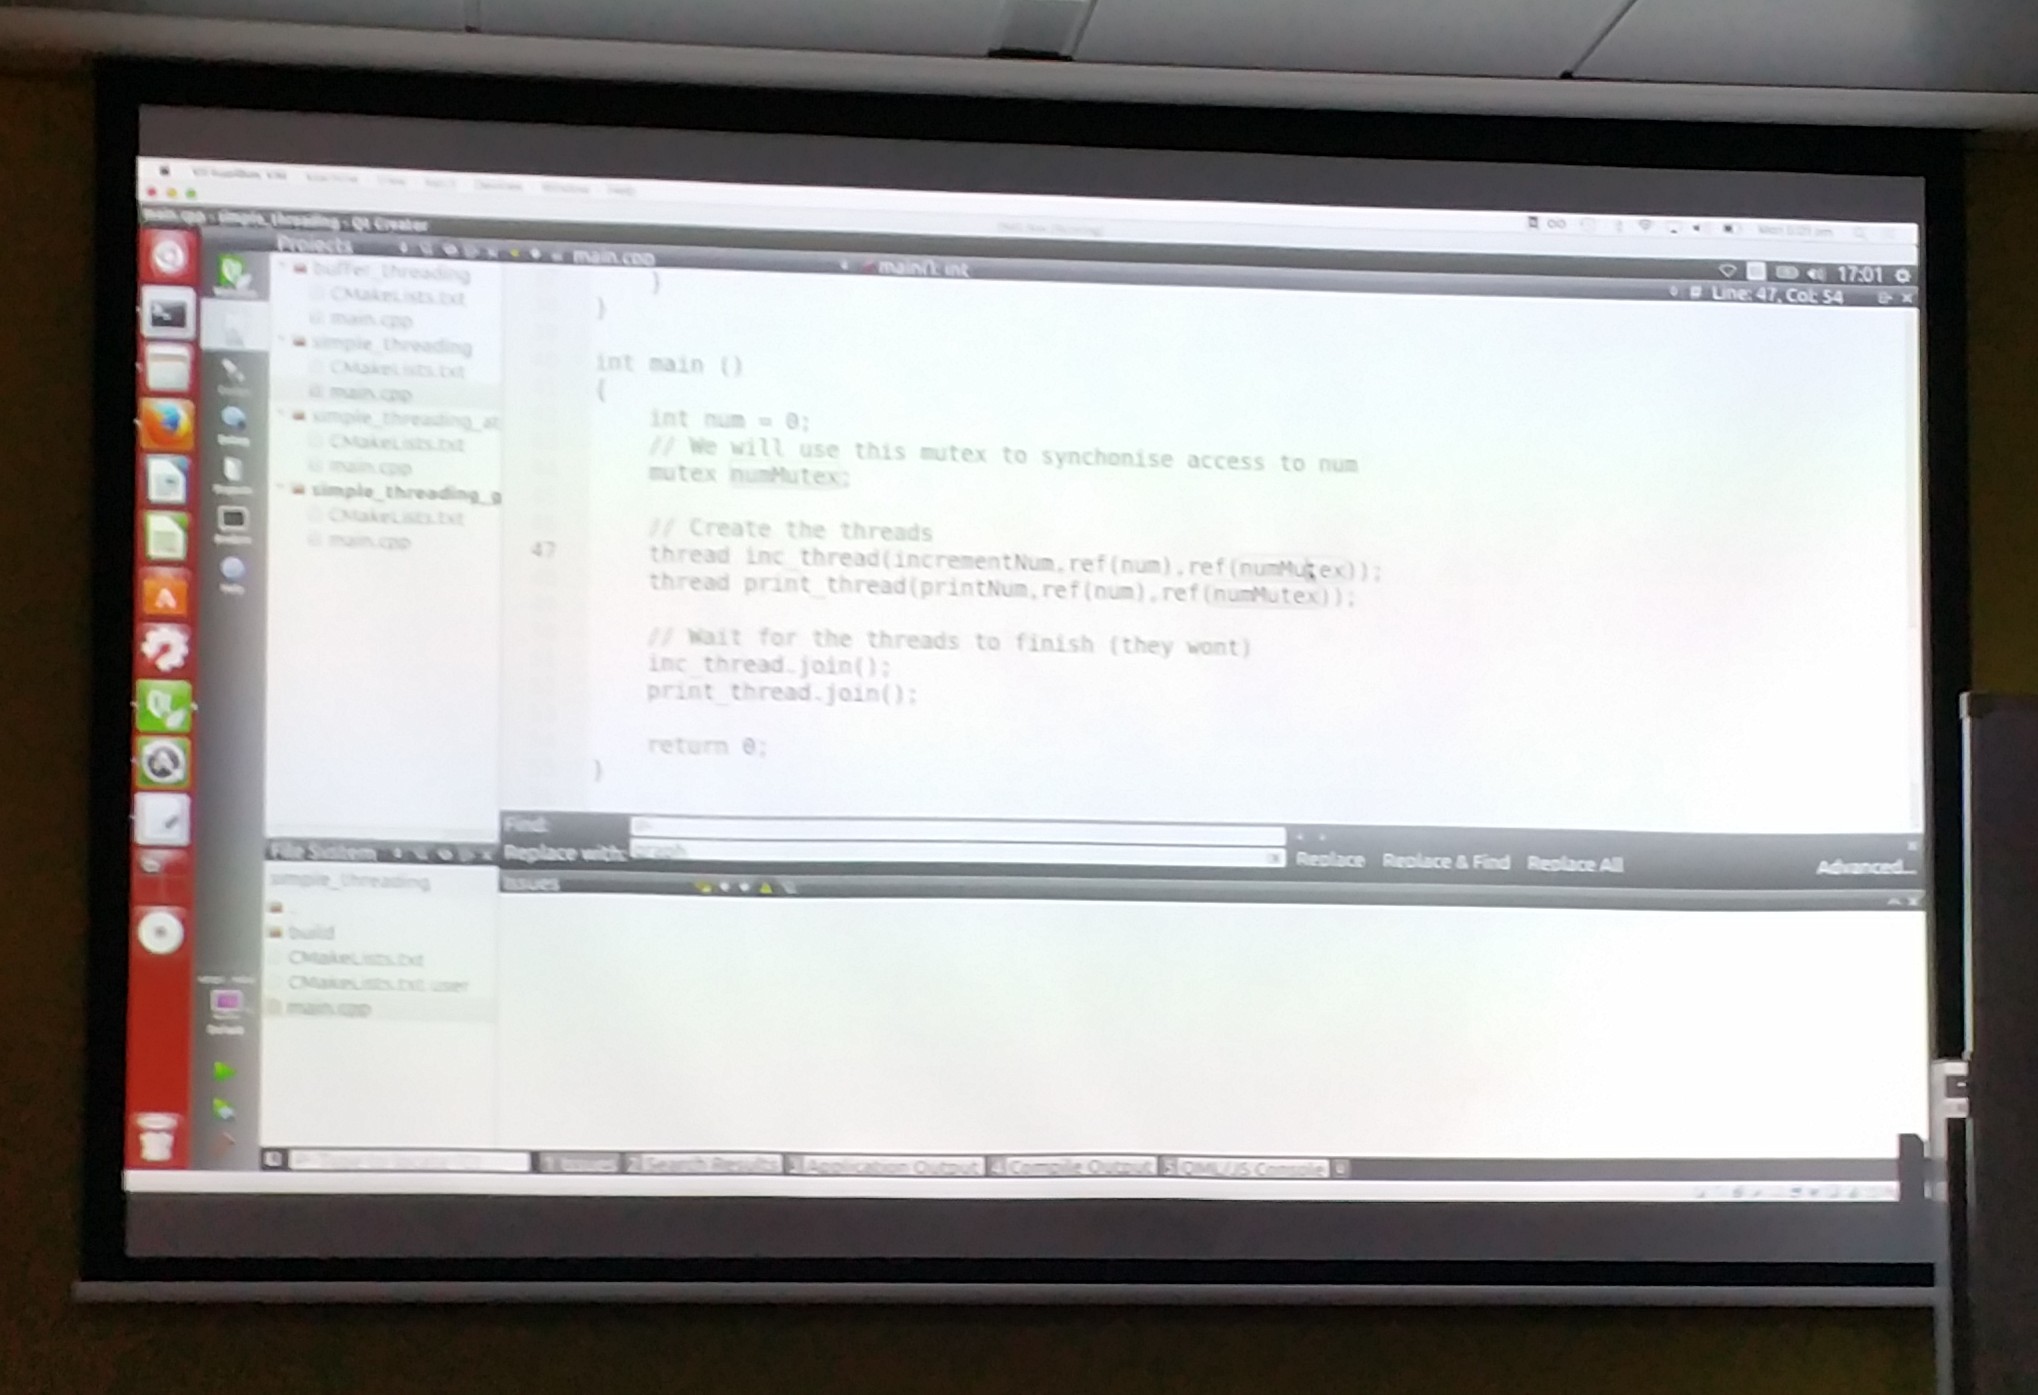 main.cpp - simple_threading - Qt Creator
17:01
Projects
main.cpp
main(): int
Line: 47, Col: 54
buffer_threading
CMakeLists.txt
main.cpp
simple_threading
CMakeLists.txt
main.cpp
simple_threading_at
CMakeLists.txt
main.cpp
simple_threading_g
CMakeLists.txt
main.cpp
}
}
int main ()
{
int num = 0;
// We will use this mutex to synchonise access to num
mutex numMutex;
// Create the threads
47
thread inc_thread(incrementNum,ref(num),ref(numMutex));
thread print_thread(printNum,ref(num),ref(numMutex));
// Wait for the threads to finish (they wont)
inc_thread.join();
print_thread.join();
return 0;
}
Find:
Replace with:
Replace
Replace & Find
Replace All
Advanced...
File System
simple_threading
..
build
CMakeLists.txt
CMakeLists.txt.user
main.cpp
Issues
1 Issues
2 Search Results
3 Application Output
4 Compile Output
5 QML/JS Console